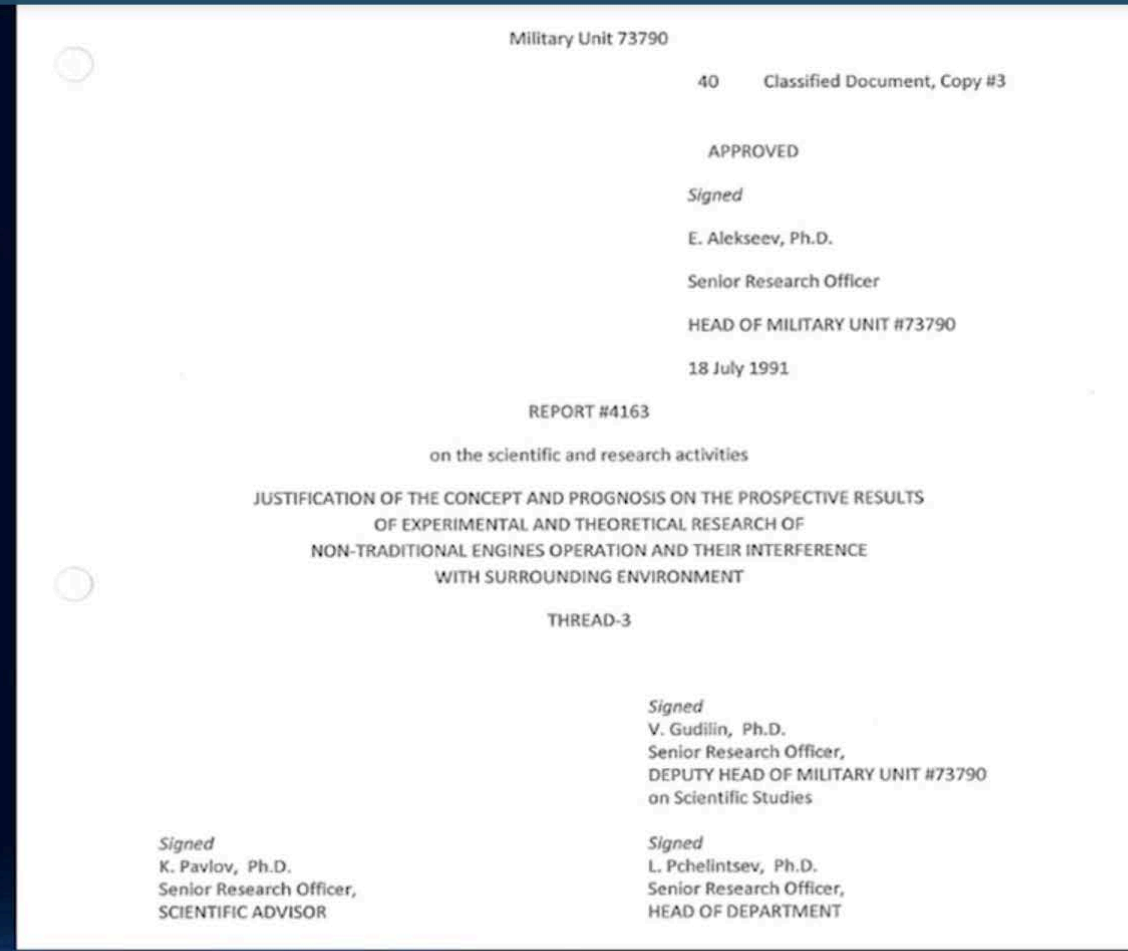 Military Unit 73790
40 Classified Document, Copy #3
APPROVED
Signed
E. Alekseev, Ph.D.
Senior Research Officer
HEAD OF MILITARY UNIT #73790
18 July 1991
REPORT #4163
on the scientific and research activities
JUSTIFICATION OF THE CONCEPT AND PROGNOSIS ON THE PROSPECTIVE RESULTS
OF EXPERIMENTAL AND THEORETICAL RESEARCH OF
NON-TRADITIONAL ENGINES OPERATION AND THEIR INTERFERENCE
WITH SURROUNDING ENVIRONMENT
THREAD-3
Signed
V. Gudilin, Ph.D.
Senior Research Officer,
DEPUTY HEAD OF MILITARY UNIT #73790
on Scientific Studies
Signed
K. Pavlov, Ph.D.
Senior Research Officer,
SCIENTIFIC ADVISOR
Signed
L. Pchelintsev, Ph.D.
Senior Research Officer,
HEAD OF DEPARTMENT